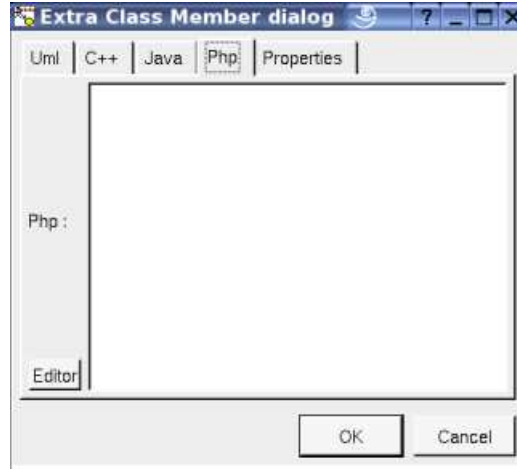 Extra Class Member dialog
Uml C++ Java Php Properties
Php :
Editor
OK Cancel